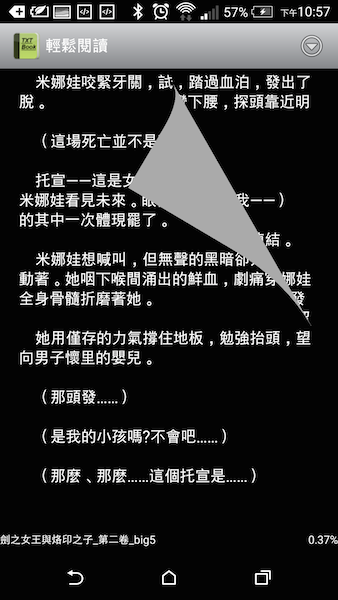 57% 下午10:57
TXT
Book
輕鬆閱讀
米娜娃咬緊牙關，試，踏過血泊，發出了
脫。 下腰，探頭靠近明
（這場死亡並不是
托宣——這是女
米娜娃看見未來。 我——）
的其中一次體現罷了。 結。
米娜娃想喊叫，但無聲的黑暗卻
動著。她咽下喉間涌出的鮮血，劇痛 娜娃
全身骨髓折磨著她。 發
她用僅存的力氣撐住地板，勉強抬頭，望
向男子懷里的嬰兒。
（那頭發……）
（是我的小孩嗎?不會吧……）
（那麼、那麼……這個托宣是……）
劍之女王與烙印之子_第二卷_big5 0.37%